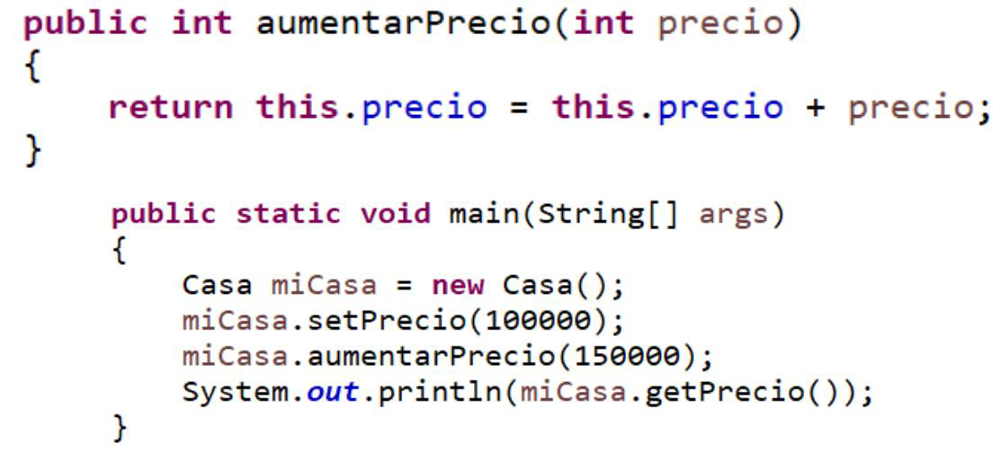 public int aumentarPrecio(int precio)
{
return this.precio = this.precio + precio;
}
public static void main(String[] args)
{
Casa miCasa = new Casa();
miCasa.setPrecio(100000);
miCasa.aumentarPrecio(150000);
System.out.println(miCasa.getPrecio());
}